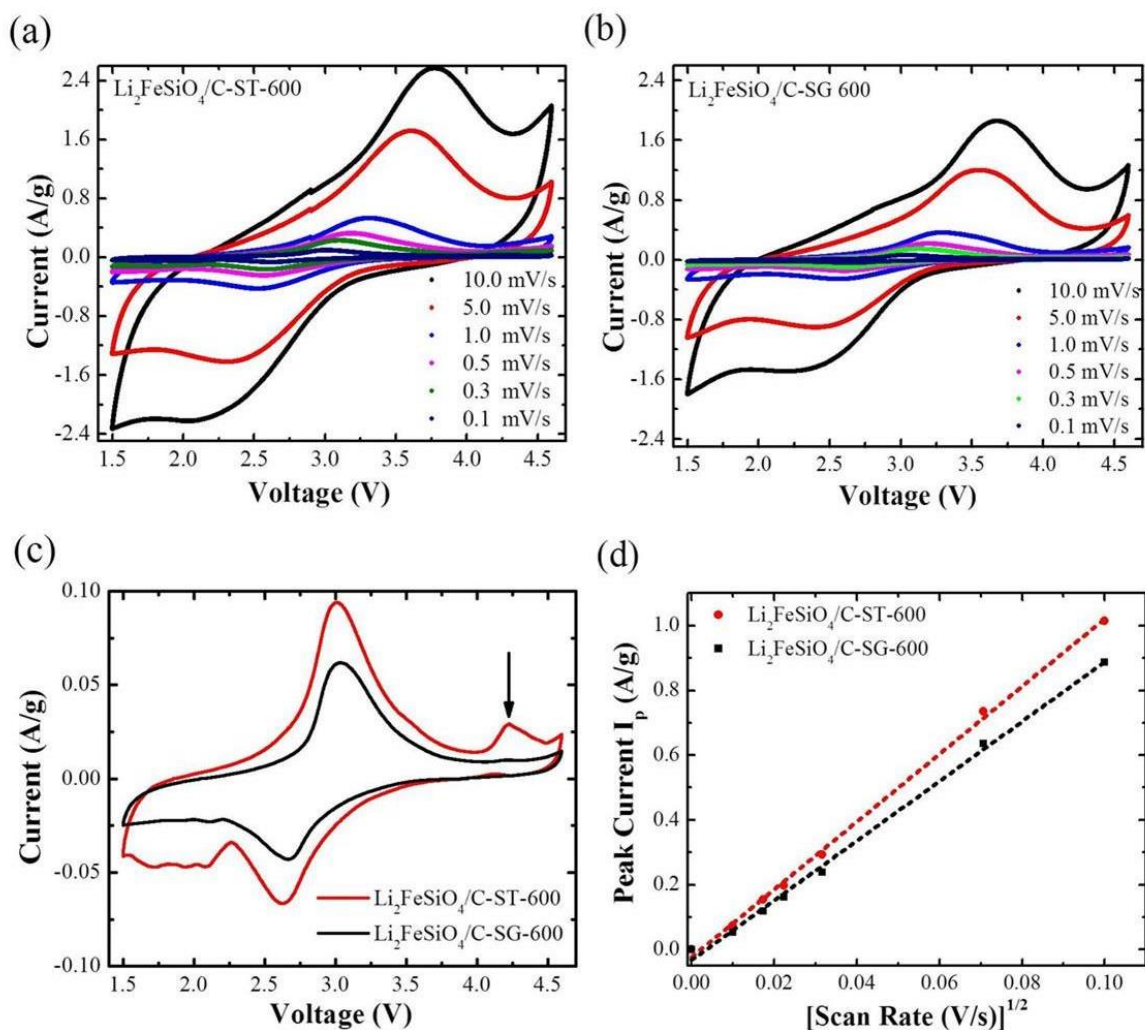 (a)
Li₂FeSiO₄/C-ST-600
2.4
1.6
0.8
0.0
-0.8
-1.6
-2.4
Current (A/g)
10.0 mV/s
5.0 mV/s
1.0 mV/s
0.5 mV/s
0.3 mV/s
0.1 mV/s
1.5 2.0 2.5 3.0 3.5 4.0 4.5
Voltage (V)
(b)
Li₂FeSiO₄/C-SG 600
2.4
1.6
0.8
0.0
-0.8
-1.6
-2.4
Current (A/g)
10.0 mV/s
5.0 mV/s
1.0 mV/s
0.5 mV/s
0.3 mV/s
0.1 mV/s
1.5 2.0 2.5 3.0 3.5 4.0 4.5
Voltage (V)
(c)
0.10
0.05
0.00
-0.05
-0.10
Current (A/g)
Li₂FeSiO₄/C-ST-600
Li₂FeSiO₄/C-SG-600
1.5 2.0 2.5 3.0 3.5 4.0 4.5
Voltage (V)
(d)
Li₂FeSiO₄/C-ST-600
Li₂FeSiO₄/C-SG-600
1.0
0.8
0.6
0.4
0.2
0.0
Peak Current Iₚ (A/g)
0.00 0.02 0.04 0.06 0.08 0.10
[Scan Rate (V/s)]¹/²